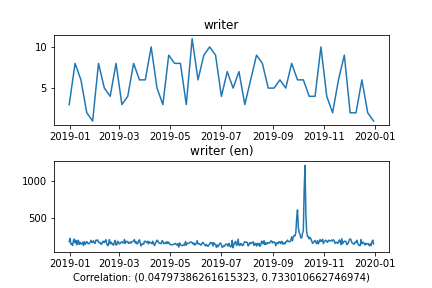 writer
10
5
2019-01 2019-03 2019-05 2019-07 2019-09 2019-11 2020-01
writer (en)
1000
500
2019-01 2019-03 2019-05 2019-07 2019-09 2019-11 2020-01
Correlation: (0.04797386261615323, 0.733010662746974)